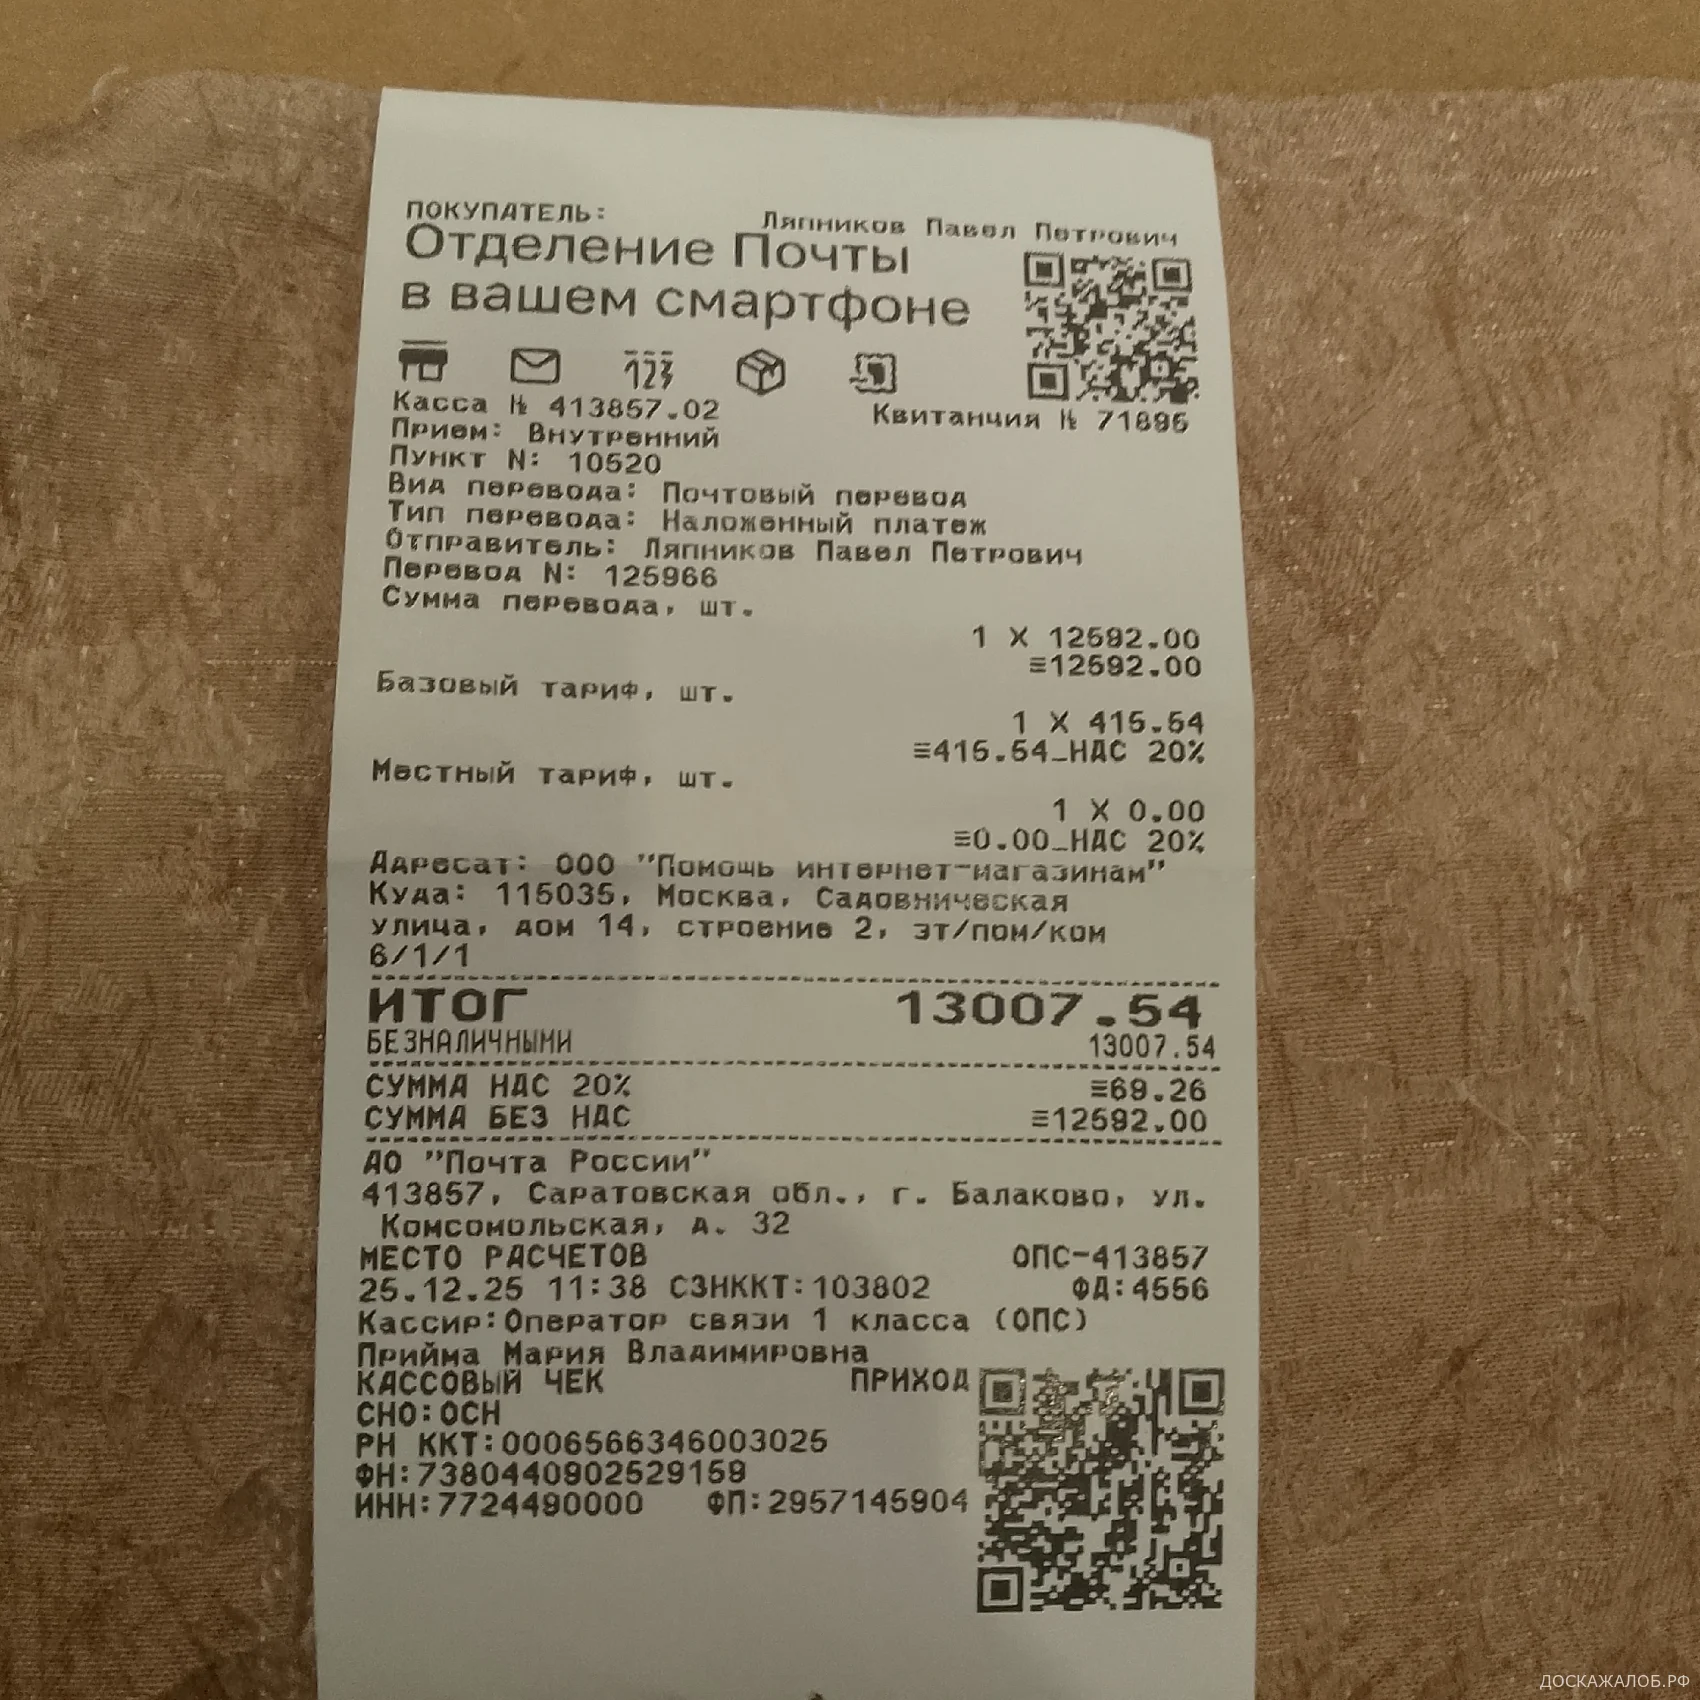 ПОКУПАТЕЛЬ: Ляпников Павел Петрович
Отделение Почты
в вашем смартфоне
123
Касса № 413857.02 Квитанция № 71896
Прием: Внутренний
Пункт N: 10520
Вид перевода: Почтовый перевод
Тип перевода: Наложенный платеж
Отправитель: Ляпников Павел Петрович
Перевод N: 125966
Сумма перевода, шт.
1 X 12592.00
≡12592.00
Базовый тариф, шт.
1 X 415.54
≡415.54_НДС 20%
Местный тариф, шт.
1 X 0.00
≡0.00_НДС 20%
Адресат: ООО "Помощь интернет-магазинам"
Куда: 115035, Москва, Садовническая
улица, дом 14, строение 2, эт/пом/ком
6/1/1
ИТОГ 13007.54
БЕЗНАЛИЧНЫМИ 13007.54
СУММА НДС 20% ≡69.26
СУММА БЕЗ НДС ≡12592.00
АО "Почта России"
413857, Саратовская обл., г. Балаково, ул.
Комсомольская, д. 32
МЕСТО РАСЧЕТОВ ОПС-413857
25.12.25 11:38 СЗНККТ:103802 ФД:4556
Кассир:Оператор связи 1 класса (ОПС)
Прийма Мария Владимировна
КАССОВЫЙ ЧЕК ПРИХОД
СНО:ОСН
РН ККТ:0006566346003025
ФН:7380440902529159
ИНН:7724490000 ФП:2957145904
ДОСКАЖАЛОБ.РФ